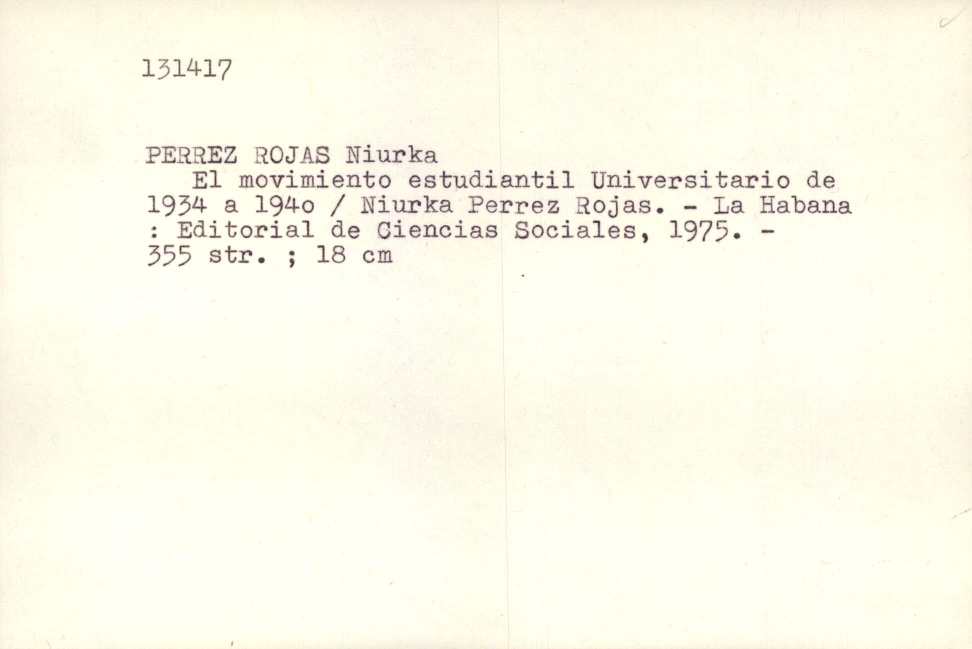 131417
PERREZ ROJAS Niurka
El movimiento estudiantil Universitario de
1934 a 194o / Niurka Perrez Rojas. - La Habana
: Editorial de Ciencias Sociales, 1975. -
355 str. ; 18 cm